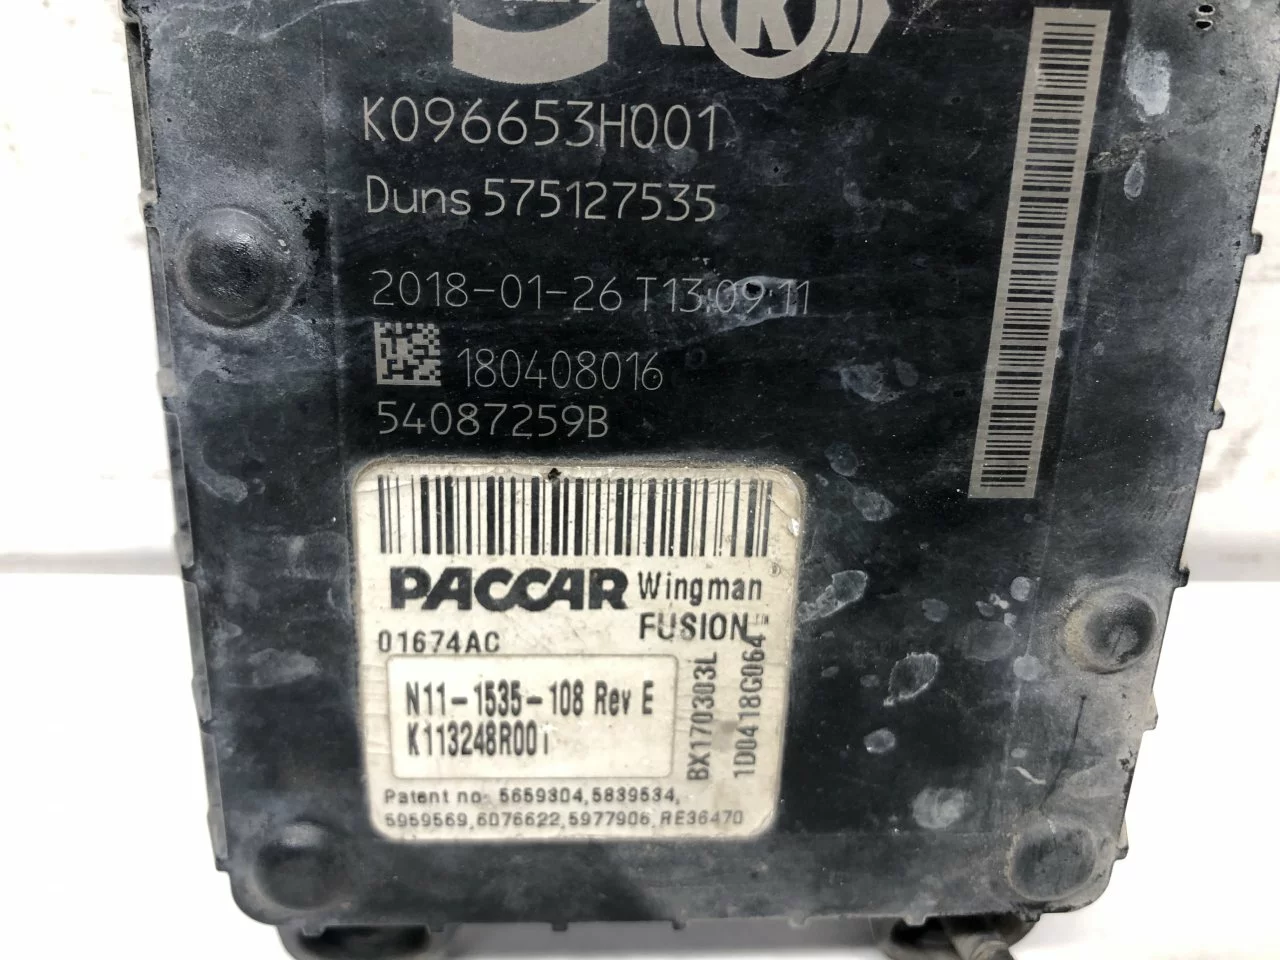 K
K096653H001
Duns 575127535
2018-01-26 T13:09:11
180408016
54087259B
PACCAR Wingman
FUSION™
01674AC
N11-1535-108 Rev E
K113248R001
BX170303L
1D0418G064
Patent no- 5659304,5839534,
5959569,6076622,5977906,RE36470